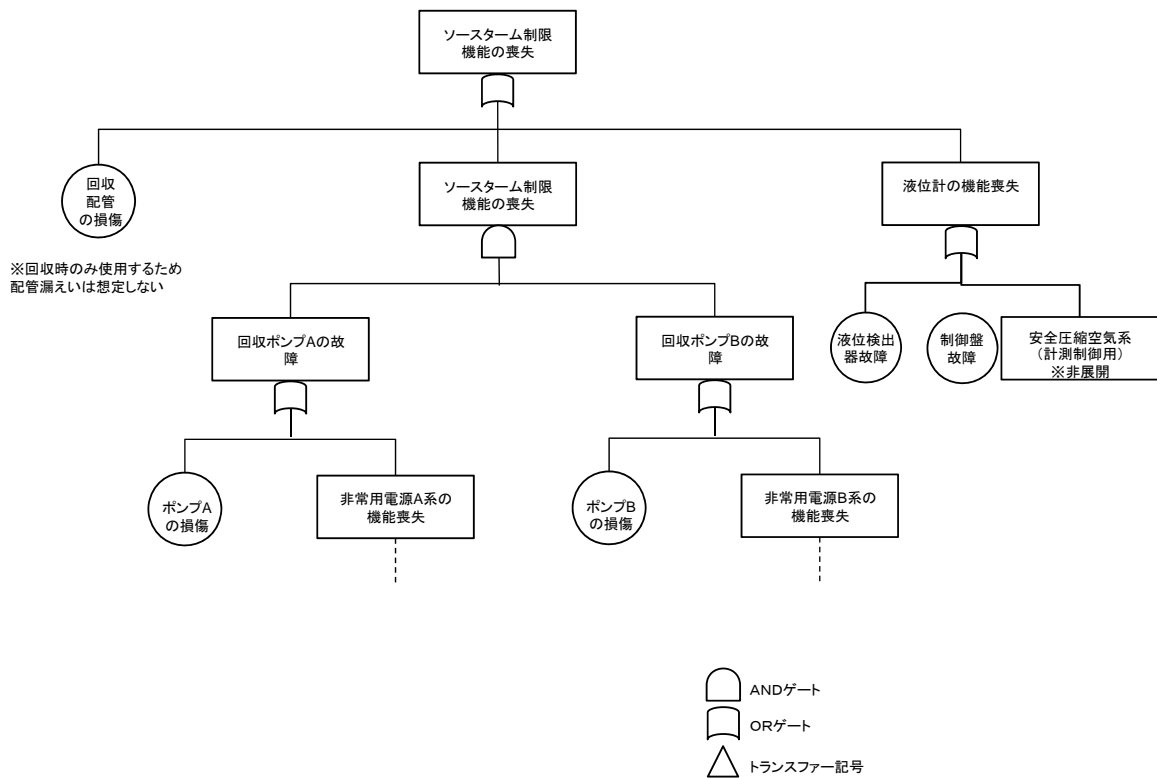 ソースターム制限
機能の喪失
回収
配管
の損傷
ソースターム制限
機能の喪失
液位計の機能喪失
※回収時のみ使用するため
配管漏えいは想定しない
回収ポンプAの故
障
回収ポンプBの故
障
液位検出
器故障
制御盤
故障
安全圧縮空気系
(計測制御用)
※非展開
ポンプA
の損傷
非常用電源A系の
機能喪失
ポンプB
の損傷
非常用電源B系の
機能喪失
ANDゲート
ORゲート
トランスファー記号